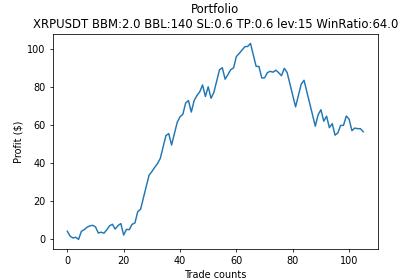 Portfolio
XRPUSDT BBM:2.0 BBL:140 SL:0.6 TP:0.6 lev:15 WinRatio:64.0
Profit ($)
100
80
60
40
20
0
0 20 40 60 80 100
Trade counts